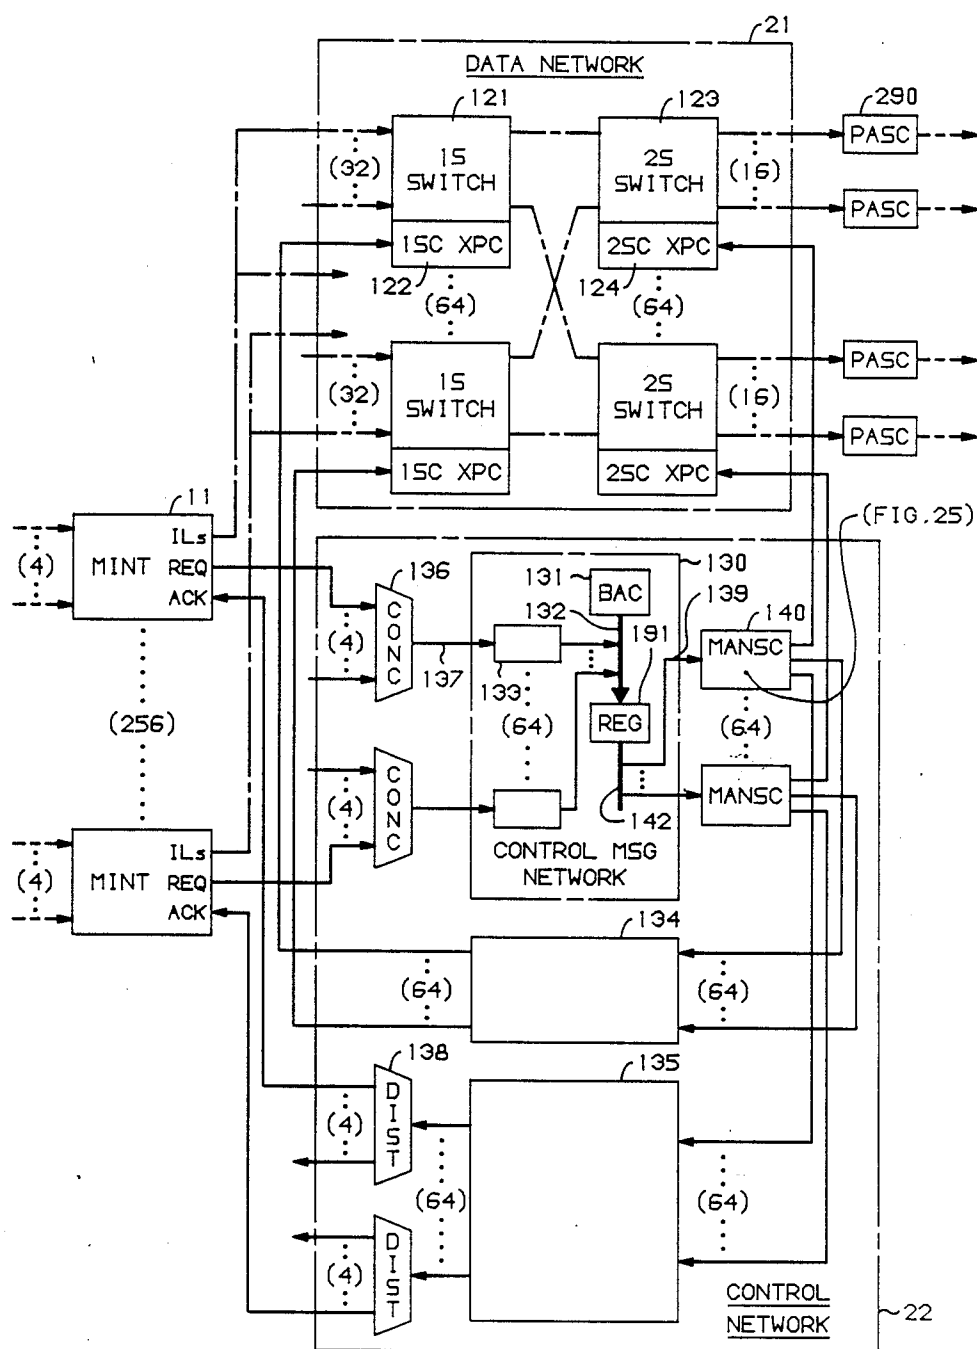 21
DATA NETWORK
121
123
290
1S SWITCH
2S SWITCH
PASC
(32)
(16)
PASC
1SC XPC
2SC XPC
122
124
(64)
(64)
1S SWITCH
2S SWITCH
PASC
(32)
(16)
PASC
1SC XPC
2SC XPC
11
(FIG.25)
(4)
MINT
ILs
REQ
ACK
136
CONC
(4)
137
130
131
BAC
132
139
191
133
REG
140
MANSC
(256)
(64)
(64)
CONC
(4)
MANSC
142
CONTROL MSG
NETWORK
(4)
MINT
ILs
REQ
ACK
134
(64)
(64)
138
135
DIST
(4)
(64)
(64)
DIST
(4)
CONTROL
NETWORK
22